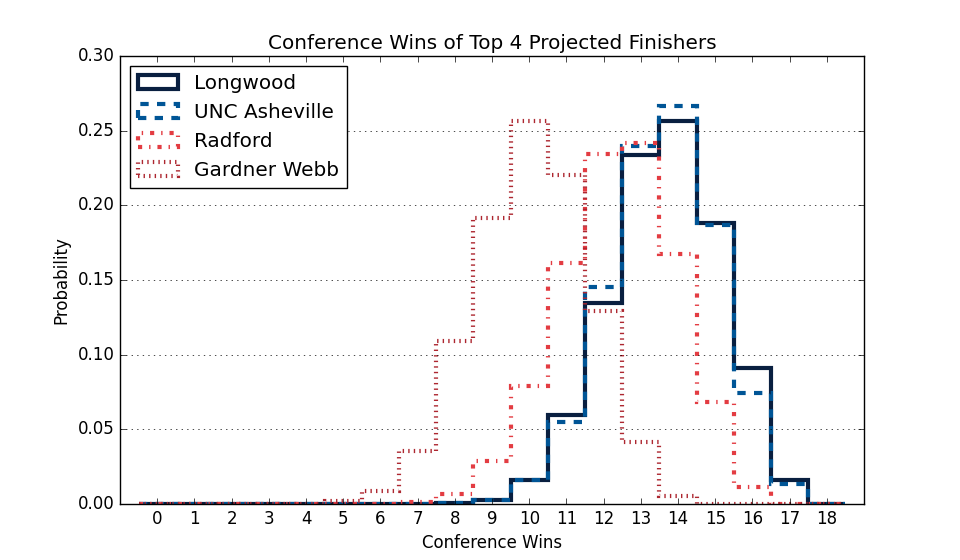 Conference Wins of Top 4 Projected Finishers
Longwood
UNC Asheville
Radford
Gardner Webb
0.30
0.25
0.20
0.15
0.10
0.05
0.00
Probability
0 1 2 3 4 5 6 7 8 9 10 11 12 13 14 15 16 17 18
Conference Wins